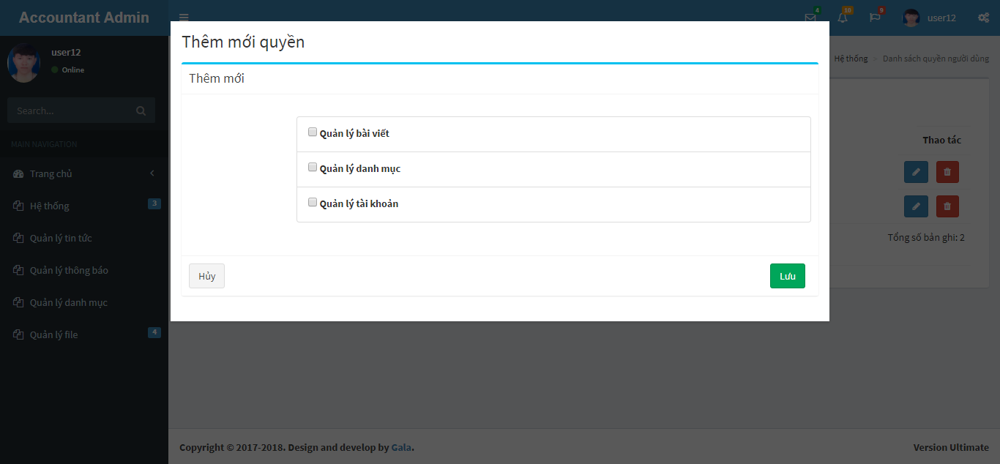 Accountant Admin
4
10
9
user12
user12
Online
Search...
MAIN NAVIGATION
Trang chủ
Hệ thống
3
Quản lý tin tức
Quản lý thông báo
Quản lý danh mục
Quản lý file
4
Thêm mới quyền
Thêm mới
Quản lý bài viết
Quản lý danh mục
Quản lý tài khoản
Hủy
Lưu
Hệ thống > Danh sách quyền người dùng
Thao tác
Tổng số bản ghi: 2
Copyright © 2017-2018. Design and develop by Gala.
Version Ultimate